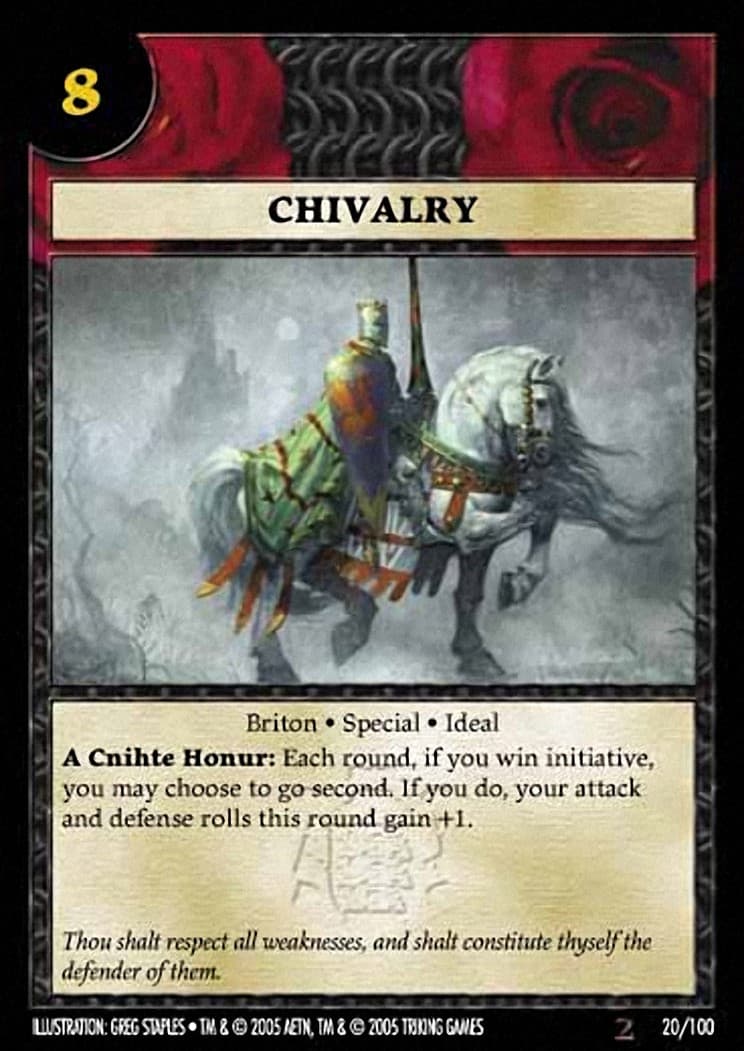 8
CHIVALRY
Briton • Special • Ideal
A Cnihte Honur: Each round, if you win initiative,
you may choose to go second. If you do, your attack
and defense rolls this round gain +1.
Thou shalt respect all weaknesses, and shalt constitute thyself the
defender of them.
ILLUSTRATION: GREG STAPLES • TM & © 2005 AETN, TM & © 2005 TRIKING GAMES 2 20/100